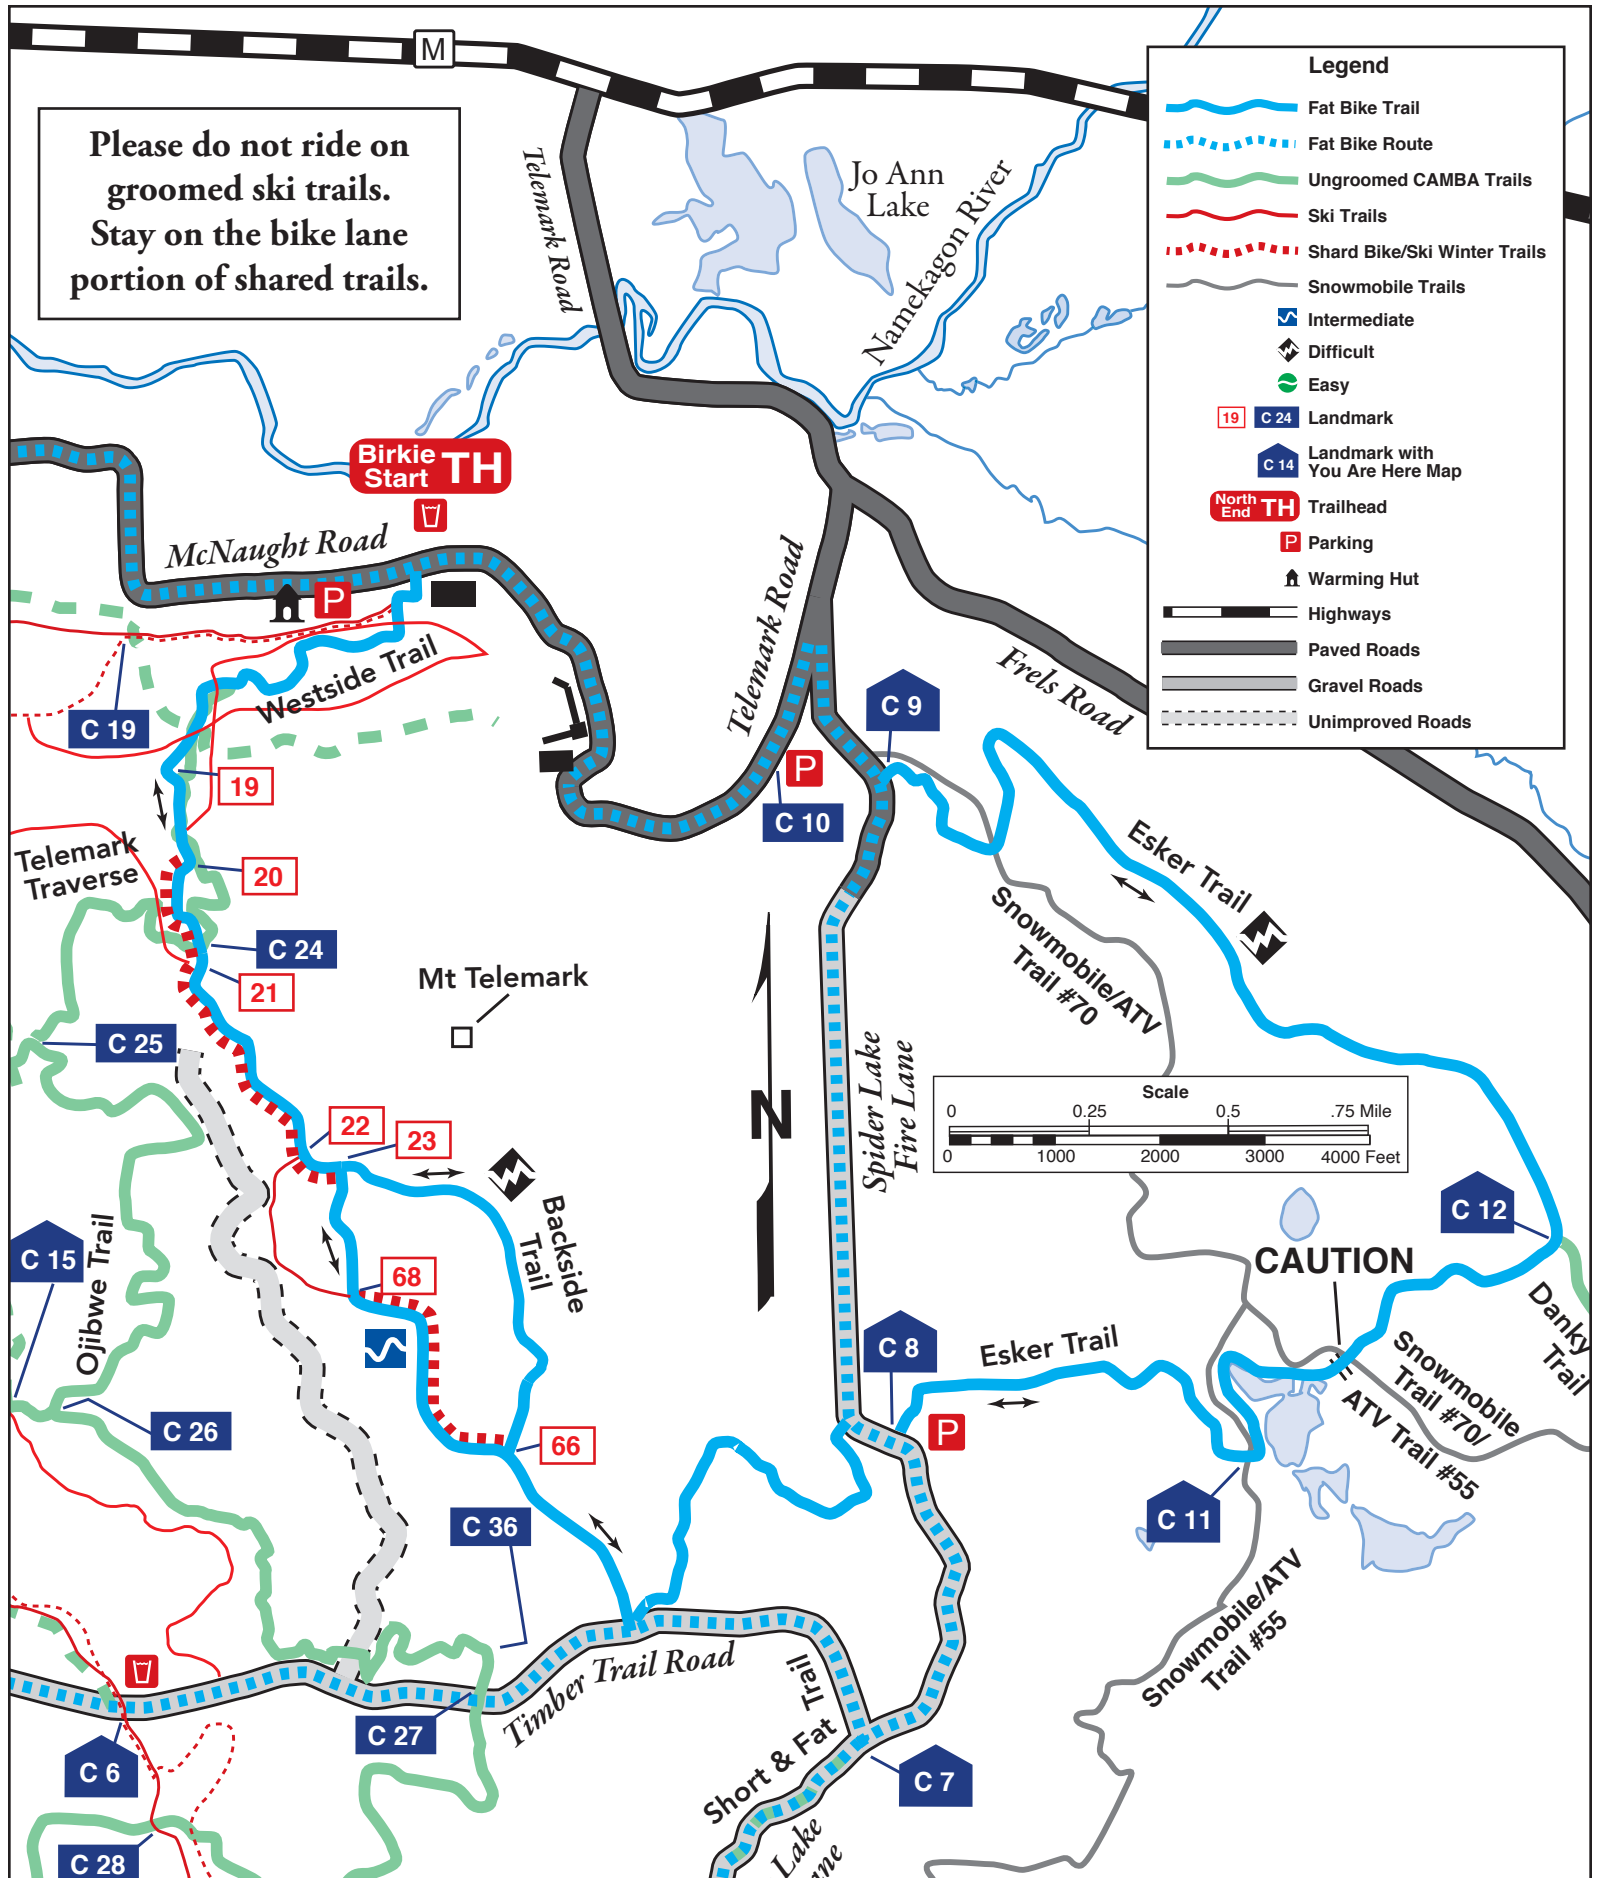 M
Please do not ride on
groomed ski trails.
Stay on the bike lane
portion of shared trails.
Legend
Fat Bike Trail
Fat Bike Route
Ungroomed CAMBA Trails
Ski Trails
Shard Bike/Ski Winter Trails
Snowmobile Trails
Intermediate
Difficult
Easy
19 C 24 Landmark
C 14 Landmark with
You Are Here Map
North
End TH Trailhead
P Parking
Warming Hut
Highways
Paved Roads
Gravel Roads
Unimproved Roads
Telemark Road
Jo Ann
Lake
Namekagon River
Birkie
Start TH
McNaught Road
P
Westside Trail
Telemark Road
Frels Road
C 9
C 19
19
P
C 10
Telemark
Traverse
20
Esker Trail
C 24
21
Mt Telemark
Snowmobile/ATV
Trail #70
C 25
Spider Lake
Fire Lane
N
Scale
0 0.25 0.5 .75 Mile
0 1000 2000 3000 4000 Feet
22
23
Backside
Trail
C 12
C 15
Ojibwe Trail
68
CAUTION
Danky
Trail
C 8
Esker Trail
Snowmobile
Trail #70/
ATV Trail #55
C 26
66
P
C 11
C 36
Snowmobile/ATV
Trail #55
Timber Trail Road
Short & Fat
Trail
C 27
C 6
C 7
C 28
Lake
ane